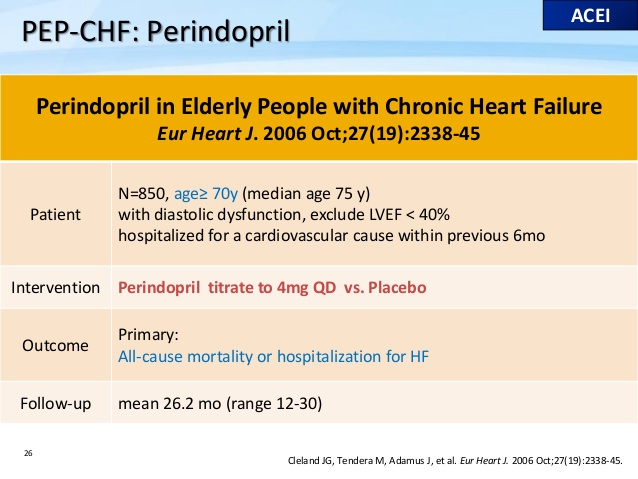 ACEI
PEP-CHF: Perindopril
Perindopril in Elderly People with Chronic Heart Failure
Eur Heart J. 2006 Oct;27(19):2338-45
Patient
N=850, age≥ 70y (median age 75 y)
with diastolic dysfunction, exclude LVEF < 40%
hospitalized for a cardiovascular cause within previous 6mo
Intervention
Perindopril titrate to 4mg QD vs. Placebo
Outcome
Primary:
All-cause mortality or hospitalization for HF
Follow-up
mean 26.2 mo (range 12-30)
26
Cleland JG, Tendera M, Adamus J, et al. Eur Heart J. 2006 Oct;27(19):2338-45.